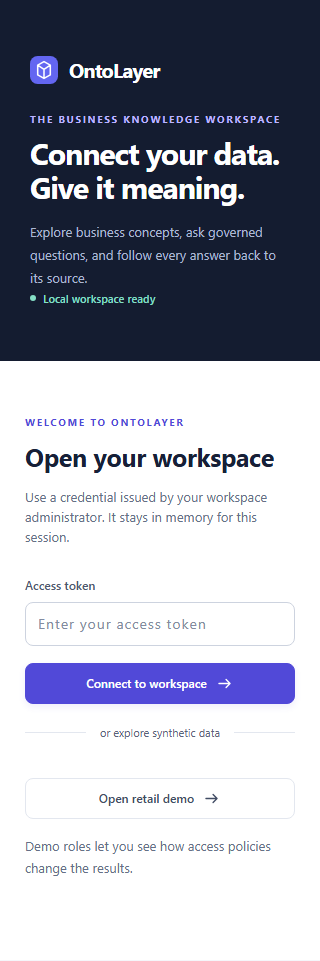 OntoLayer
THE BUSINESS KNOWLEDGE WORKSPACE
Connect your data.
Give it meaning.
Explore business concepts, ask governed
questions, and follow every answer back to
its source.
Local workspace ready
WELCOME TO ONTOLAYER
Open your workspace
Use a credential issued by your workspace
administrator. It stays in memory for this
session.
Access token
Enter your access token
Connect to workspace →
or explore synthetic data
Open retail demo →
Demo roles let you see how access policies
change the results.